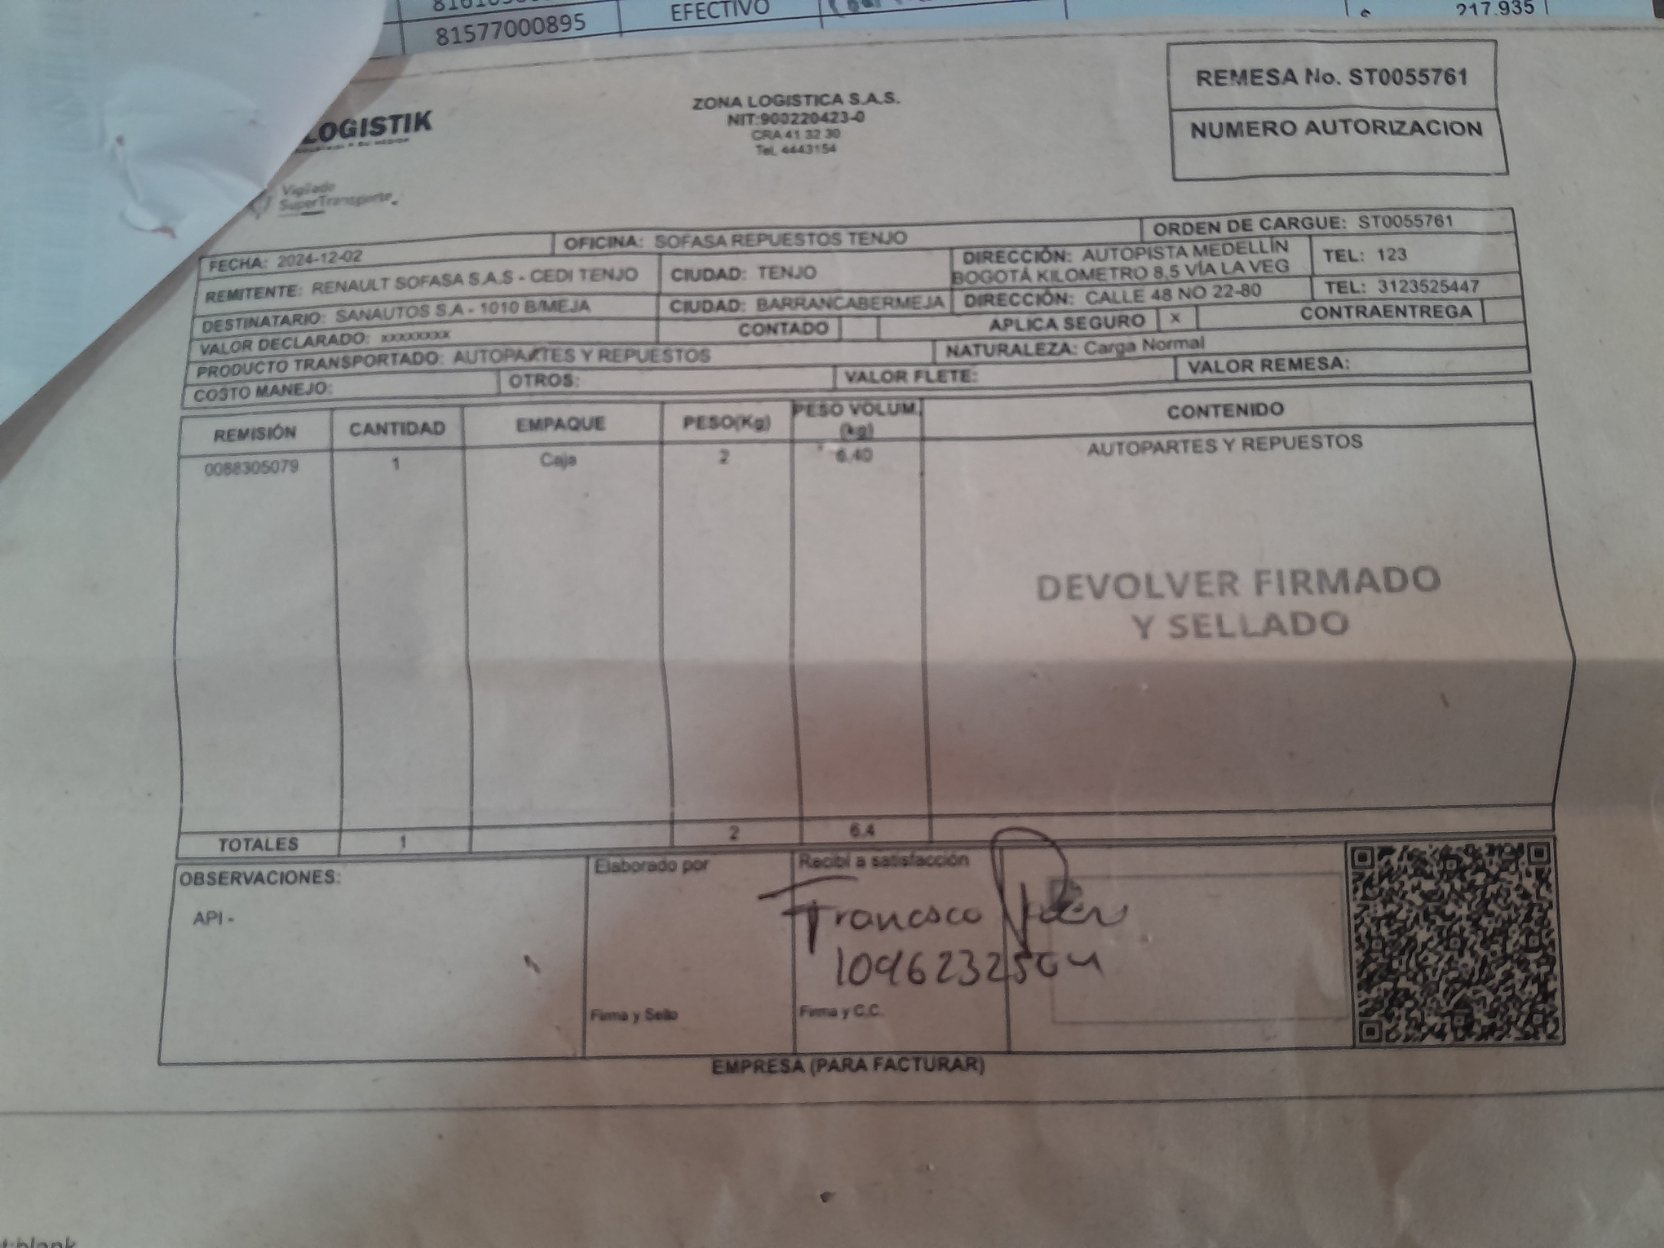 81577000895 EFECTIVO 217.935
LOGISTIK
Vigilado
SuperTransporte
ZONA LOGISTICA S.A.S.
NIT:900220423-0
CRA 41 32 30
Tel. 4443154
REMESA No. ST0055761
NUMERO AUTORIZACION
FECHA: 2024-12-02 OFICINA: SOFASA REPUESTOS TENJO ORDEN DE CARGUE: ST0055761
REMITENTE: RENAULT SOFASA S.A.S - CEDI TENJO CIUDAD: TENJO DIRECCIÓN: AUTOPISTA MEDELLÍN BOGOTÁ KILOMETRO 8,5 VÍA LA VEG TEL: 123
DESTINATARIO: SANAUTOS S.A - 1010 B/MEJA CIUDAD: BARRANCABERMEJA DIRECCIÓN: CALLE 48 NO 22-80 TEL: 3123525447
VALOR DECLARADO: xxxxxxxx CONTADO APLICA SEGURO x CONTRAENTREGA
PRODUCTO TRANSPORTADO: AUTOPARTES Y REPUESTOS NATURALEZA: Carga Normal
COSTO MANEJO: OTROS: VALOR FLETE: VALOR REMESA:
REMISIÓN CANTIDAD EMPAQUE PESO(Kg) PESO VOLUM. (kg) CONTENIDO
0088305079 1 Caja 2 6.40 AUTOPARTES Y REPUESTOS
DEVOLVER FIRMADO
Y SELLADO
TOTALES 1 2 6.4
OBSERVACIONES: Elaborado por Recibí a satisfacción
API -
Francisco
1096232504
Firma y Sello Firma y C.C.
EMPRESA (PARA FACTURAR)
t:blank